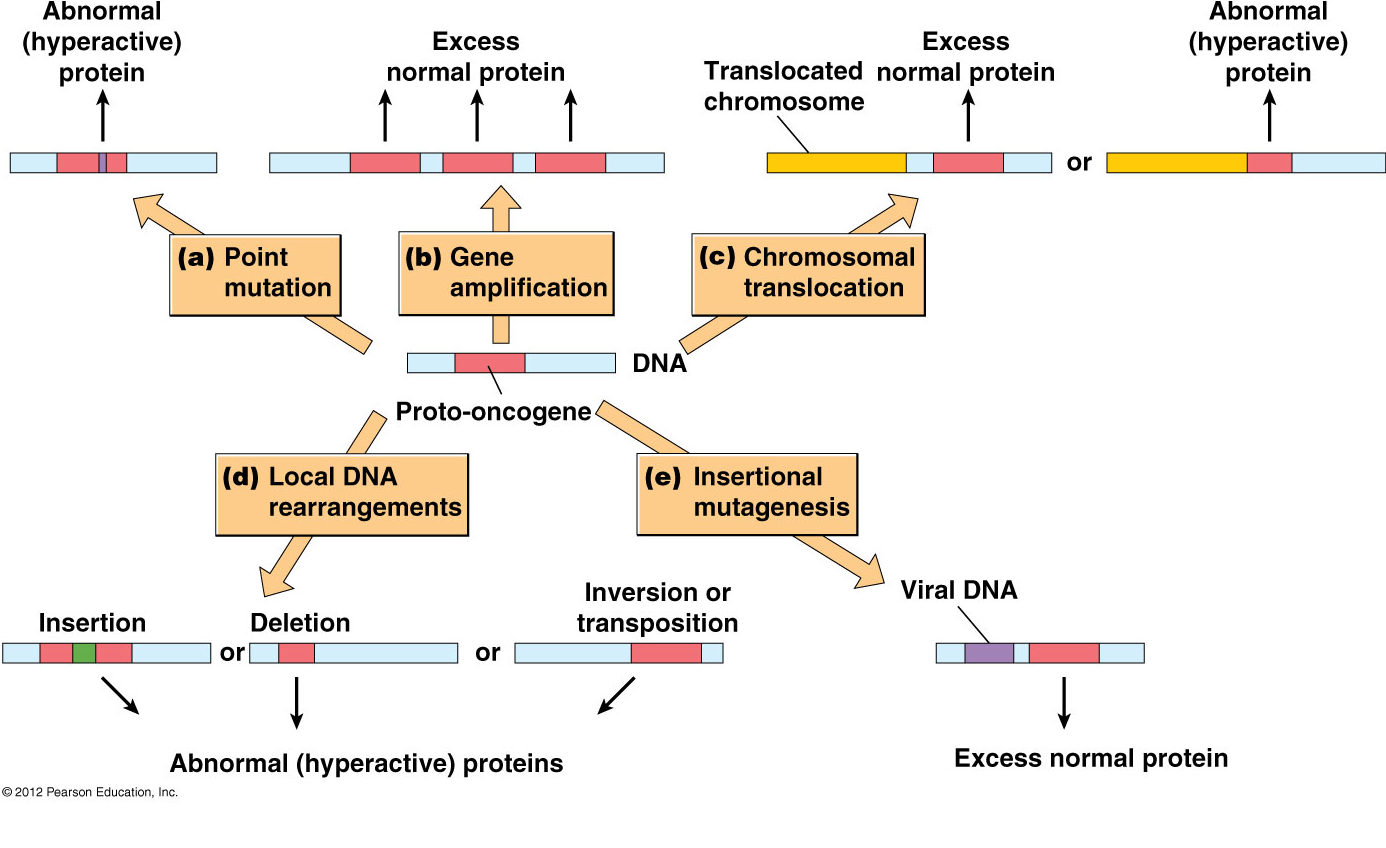 Abnormal
(hyperactive)
protein
Excess
normal protein
Translocated
chromosome
Excess
normal protein
Abnormal
(hyperactive)
protein
or
(a) Point
mutation
(b) Gene
amplification
(c) Chromosomal
translocation
DNA
Proto-oncogene
(d) Local DNA
rearrangements
(e) Insertional
mutagenesis
Insertion
or
Deletion
or
Inversion or
transposition
Viral DNA
Abnormal (hyperactive) proteins
Excess normal protein
© 2012 Pearson Education, Inc.